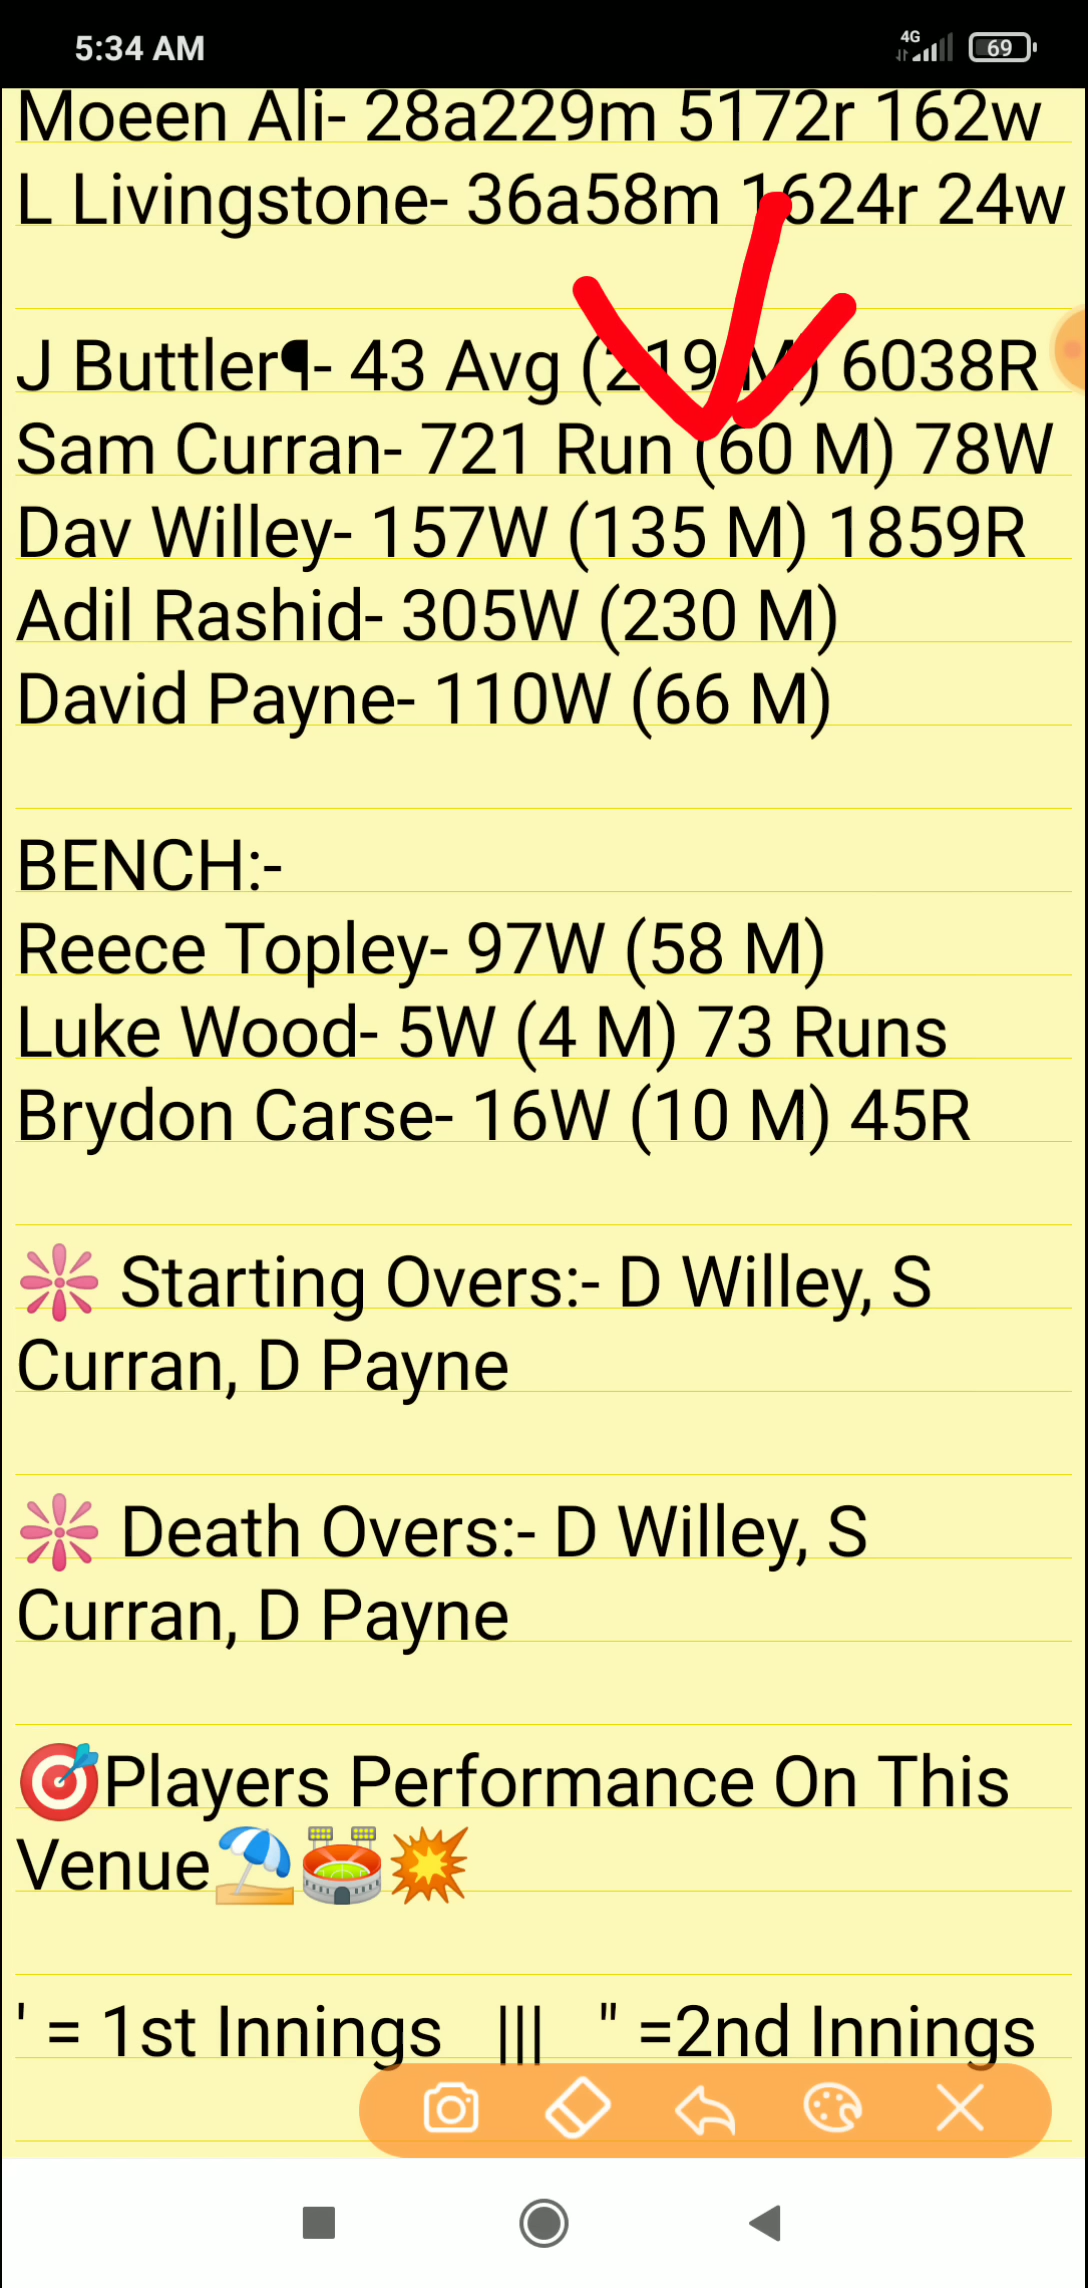 5:34 AM
4G
69
Moeen Ali- 28a229m 5172r 162w
L Livingstone- 36a58m 1624r 24w
J Buttler¶- 43 Avg (219 M) 6038R
Sam Curran- 721 Run (60 M) 78W
Dav Willey- 157W (135 M) 1859R
Adil Rashid- 305W (230 M)
David Payne- 110W (66 M)
BENCH:-
Reece Topley- 97W (58 M)
Luke Wood- 5W (4 M) 73 Runs
Brydon Carse- 16W (10 M) 45R
Starting Overs:- D Willey, S
Curran, D Payne
Death Overs:- D Willey, S
Curran, D Payne
🎯Players Performance On This
Venue⛱🏟💥
' = 1st Innings ||| " =2nd Innings